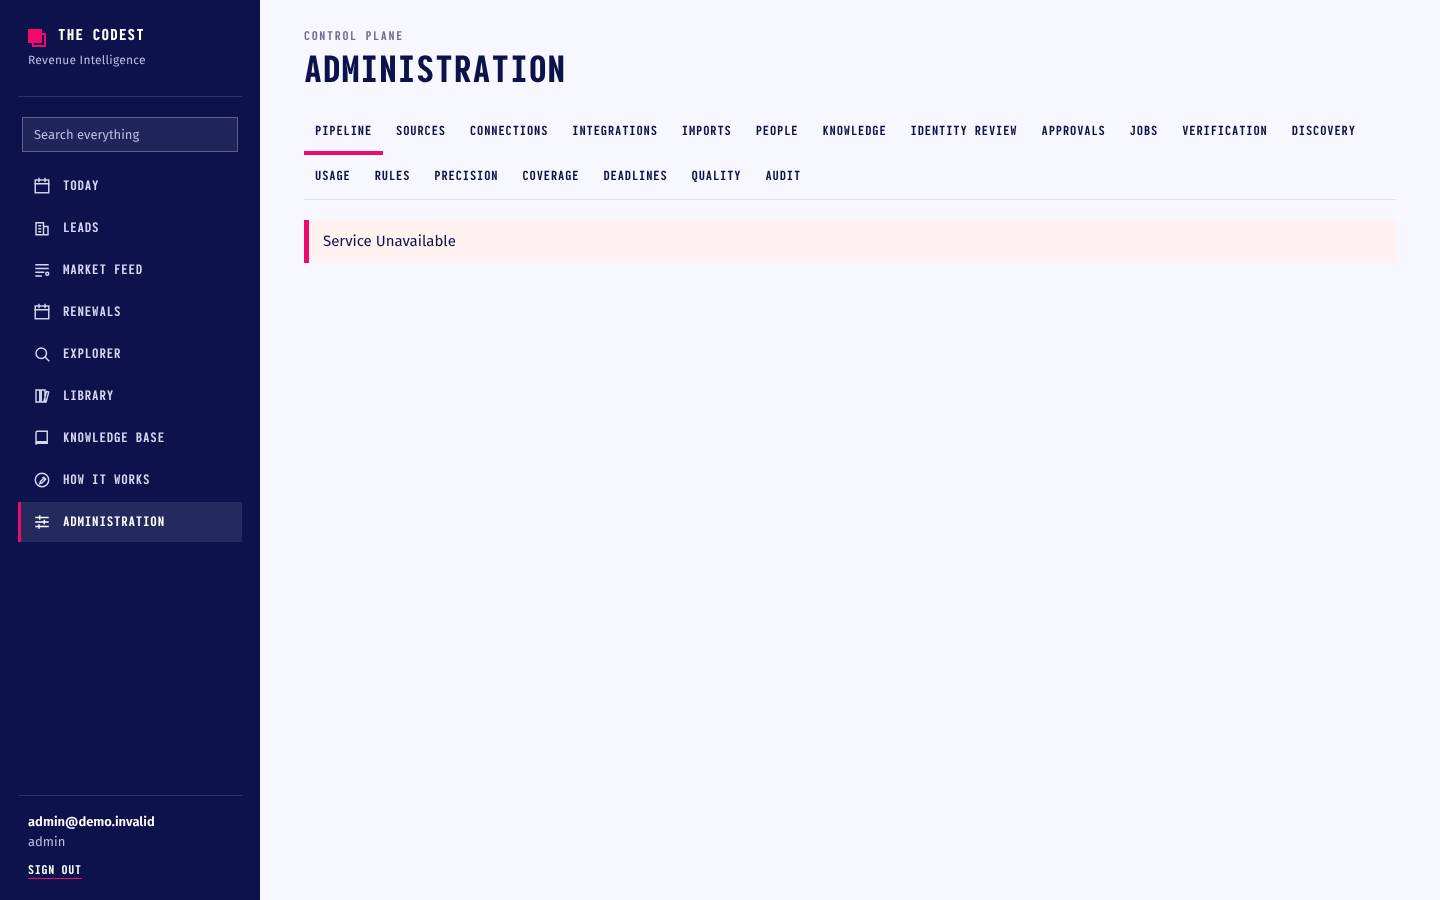 THE CODEST
Revenue Intelligence
Search everything
TODAY
LEADS
MARKET FEED
RENEWALS
EXPLORER
LIBRARY
KNOWLEDGE BASE
HOW IT WORKS
ADMINISTRATION
admin@demo.invalid
admin
SIGN OUT
CONTROL PLANE
ADMINISTRATION
PIPELINE SOURCES CONNECTIONS INTEGRATIONS IMPORTS PEOPLE KNOWLEDGE IDENTITY REVIEW APPROVALS JOBS VERIFICATION DISCOVERY
USAGE RULES PRECISION COVERAGE DEADLINES QUALITY AUDIT
Service Unavailable